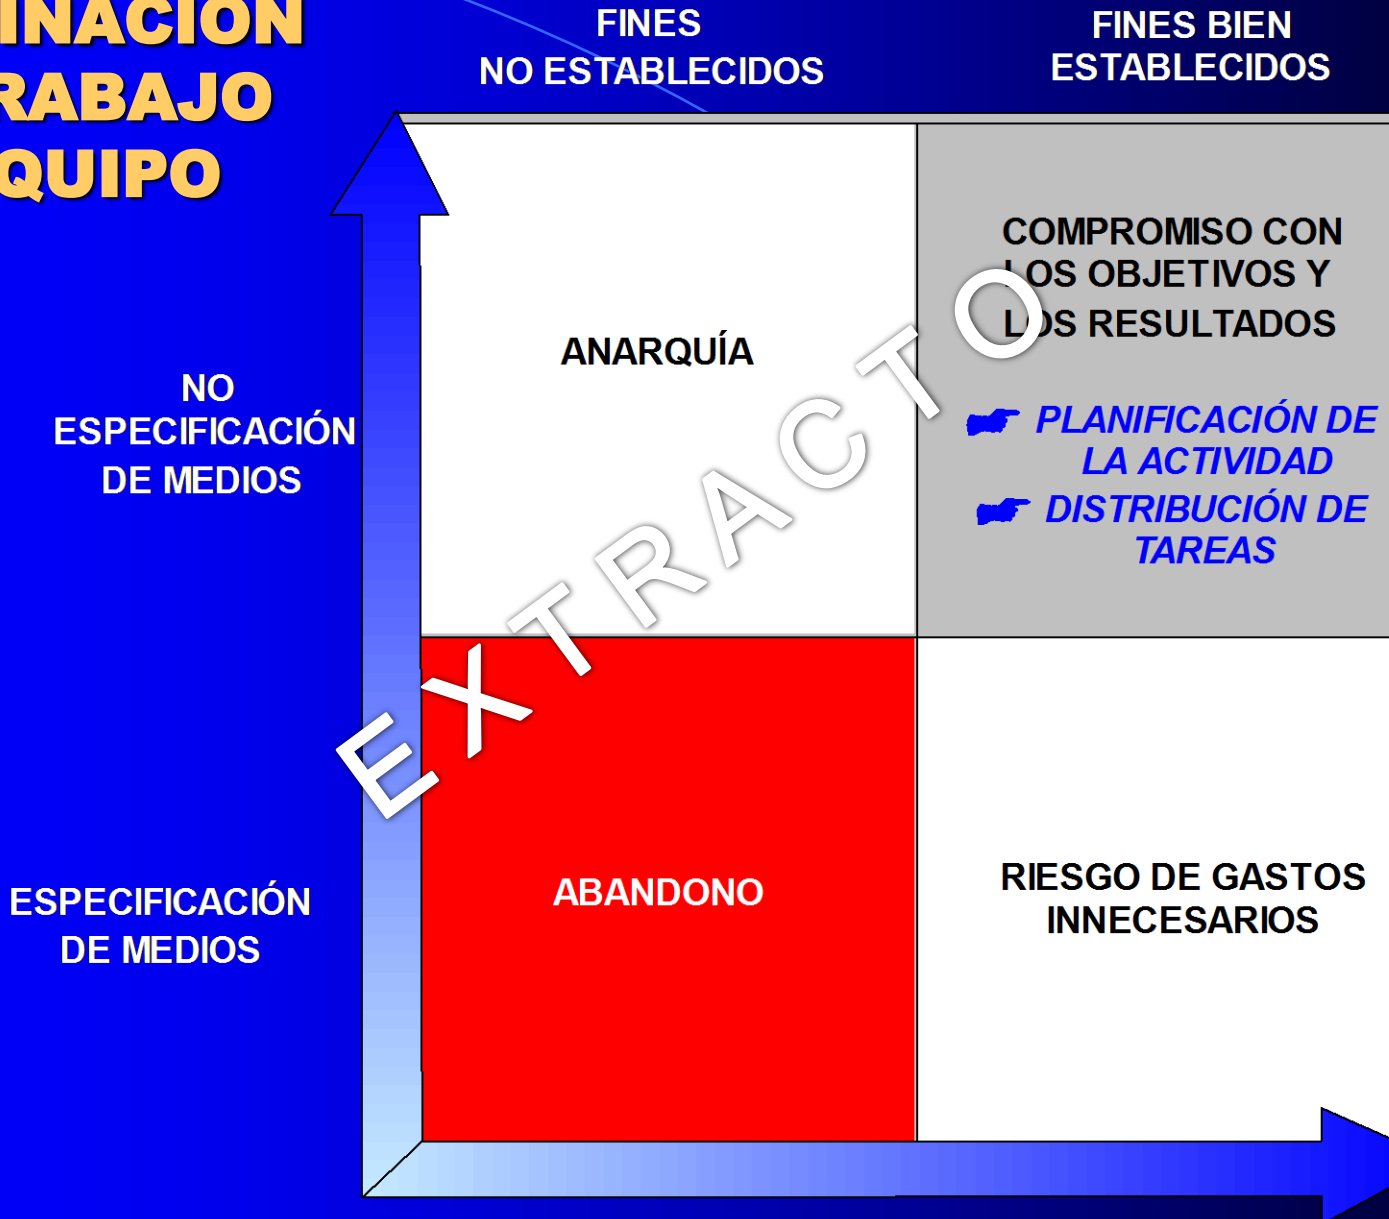 INACIÓN
RABAJO
QUIPO
FINES
NO ESTABLECIDOS
FINES BIEN
ESTABLECIDOS
NO
ESPECIFICACIÓN
DE MEDIOS
ANARQUÍA
COMPROMISO CON
LOS OBJETIVOS Y
LOS RESULTADOS
PLANIFICACIÓN DE
LA ACTIVIDAD
DISTRIBUCIÓN DE
TAREAS
EXTRACTO
ESPECIFICACIÓN
DE MEDIOS
ABANDONO
RIESGO DE GASTOS
INNECESARIOS